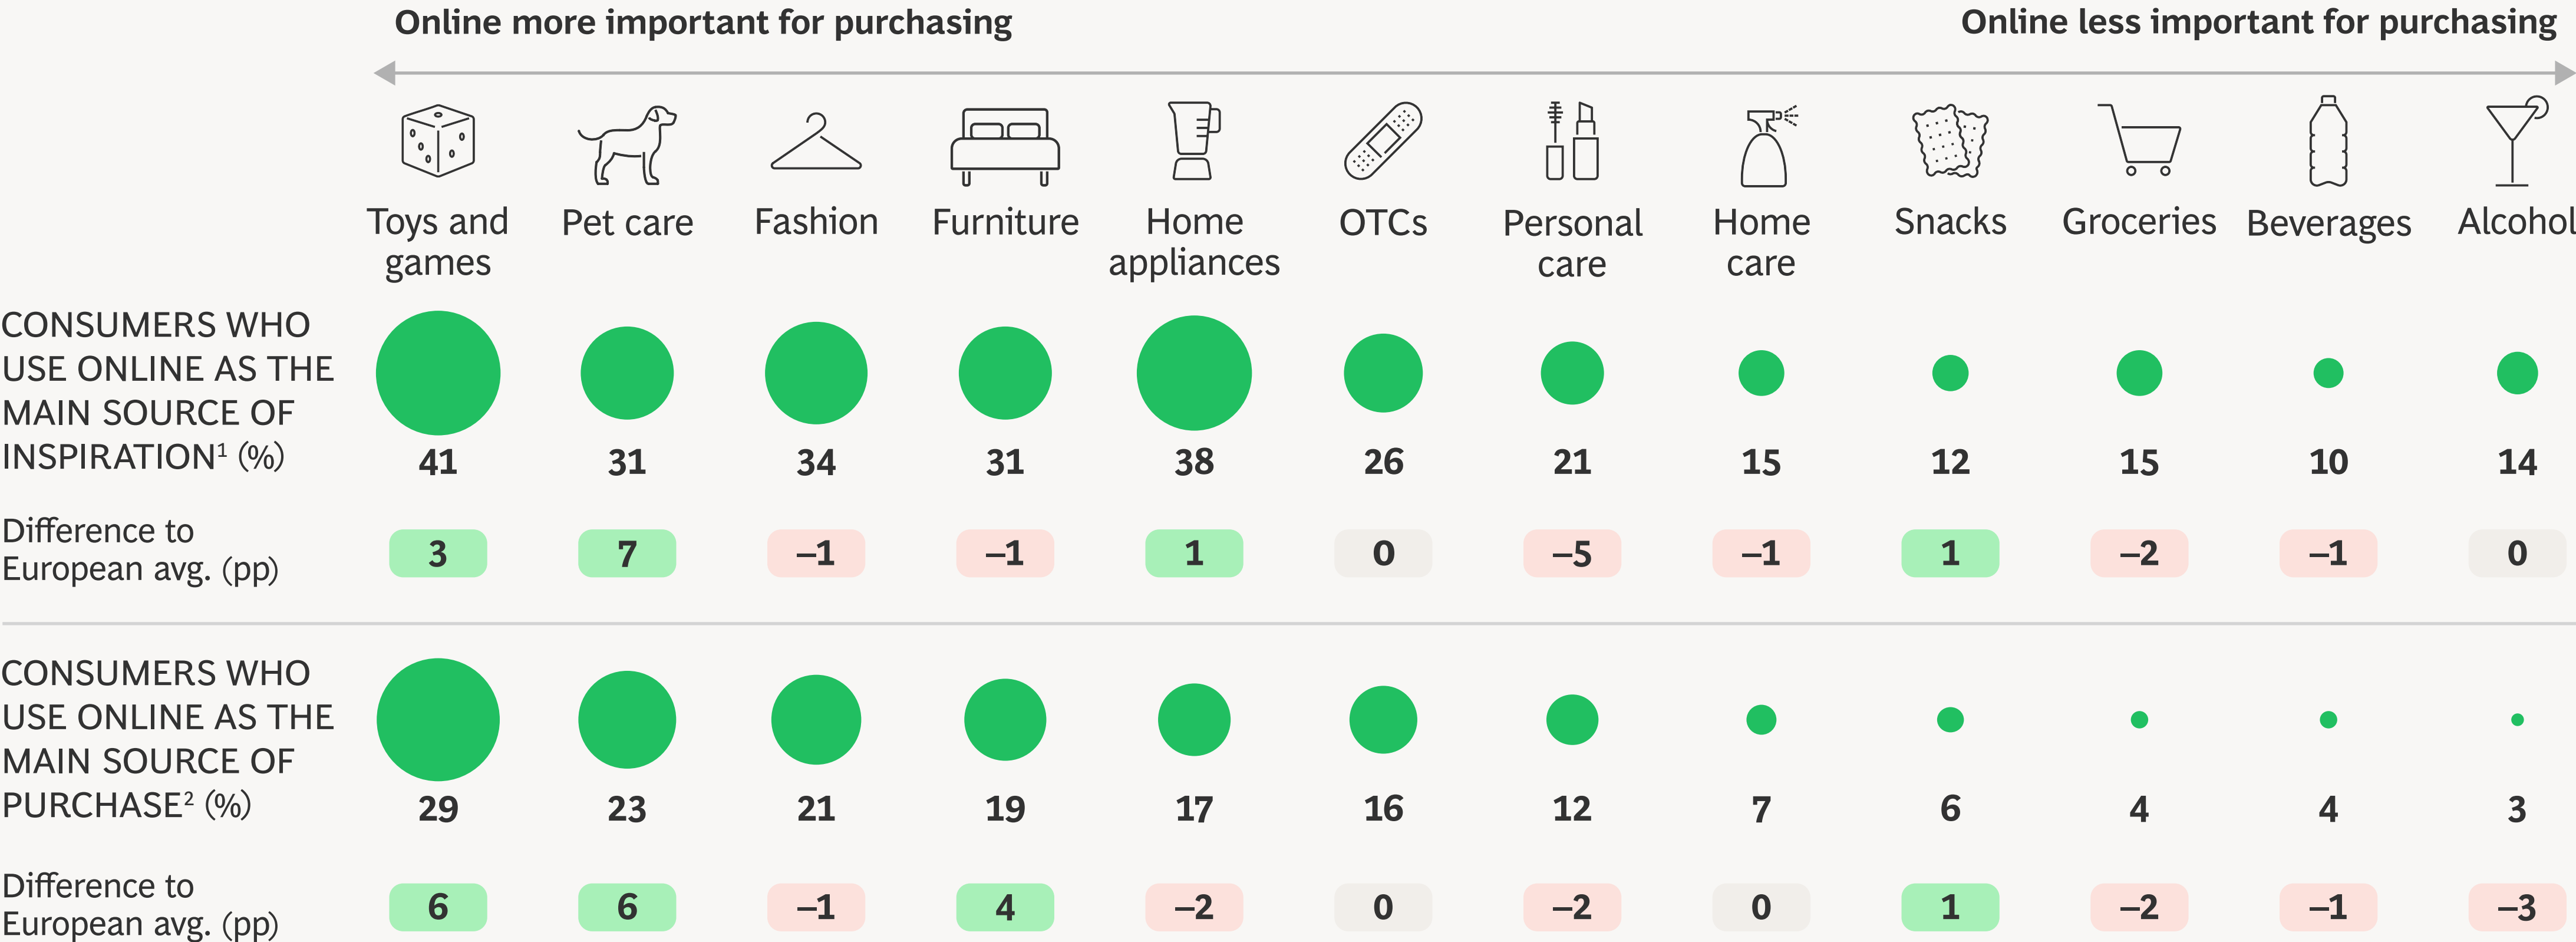 Online more important for purchasing
Online less important for purchasing
Toys and
games
Pet care
Fashion
Furniture
Home
appliances
OTCs
Personal
care
Home
care
Snacks
Groceries
Beverages
Alcohol
CONSUMERS WHO
USE ONLINE AS THE
MAIN SOURCE OF
INSPIRATION¹ (%)
41 31 34 31 38 26 21 15 12 15 10 14
Difference to
European avg. (pp)
3 7 –1 –1 1 0 –5 –1 1 –2 –1 0
CONSUMERS WHO
USE ONLINE AS THE
MAIN SOURCE OF
PURCHASE² (%)
29 23 21 19 17 16 12 7 6 4 4 3
Difference to
European avg. (pp)
6 6 –1 4 –2 0 –2 0 1 –2 –1 –3